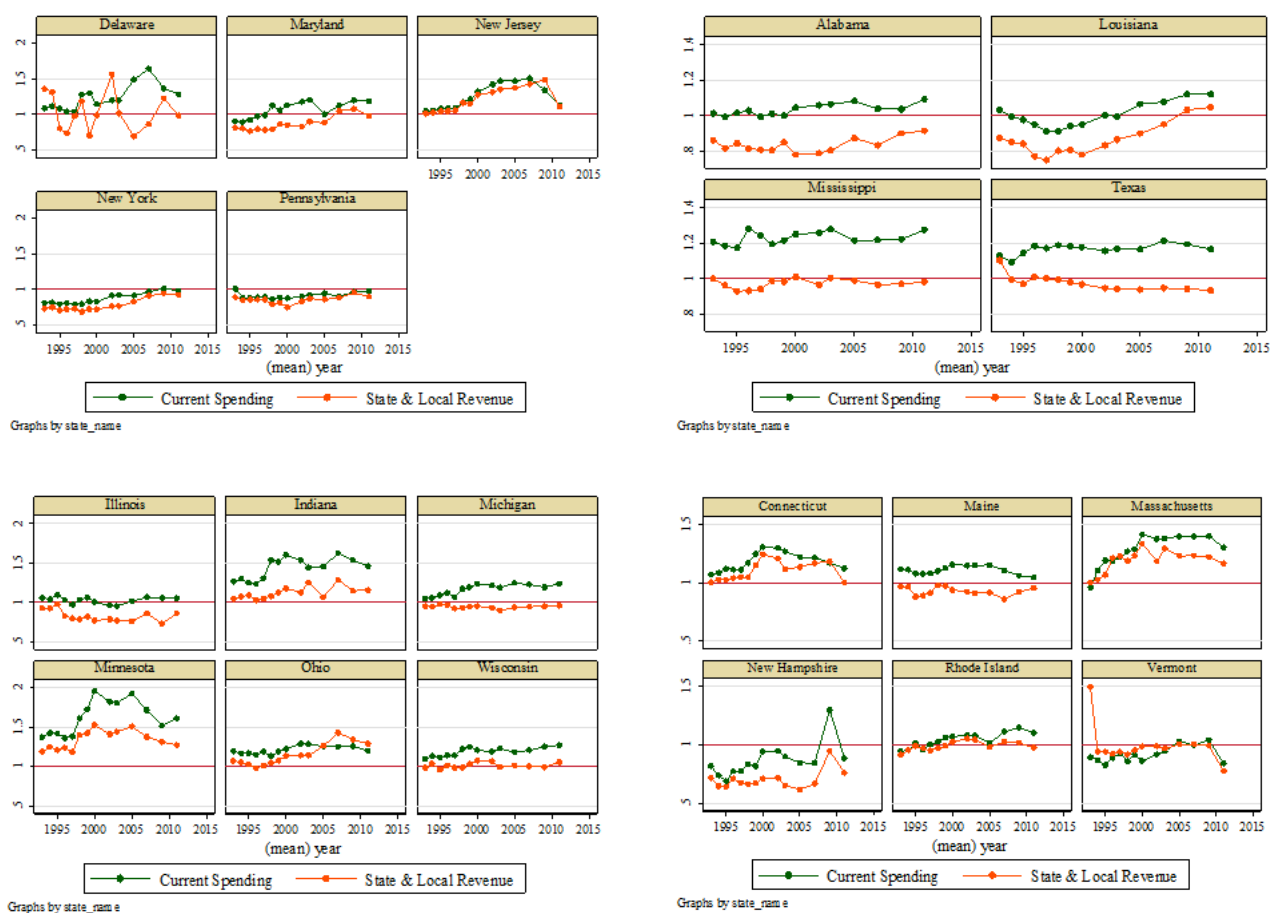 Delaware Maryland New Jersey
2
1.5
1
.5
New York Pennsylvania
2
1.5
1
.5
1995 2000 2005 2010 2015
1995 2000 2005 2010 2015 1995 2000 2005 2010 2015
(mean) year
Current Spending State & Local Revenue
Graphs by state_name
Alabama Louisiana
1.4
1.2
1
.8
Mississippi Texas
1.4
1.2
1
.8
1995 2000 2005 2010 2015 1995 2000 2005 2010 2015
(mean) year
Current Spending State & Local Revenue
Graphs by state_name
Illinois Indiana Michigan
2
1.5
1
.5
Minnesota Ohio Wisconsin
2
1.5
1
.5
1995 2000 2005 2010 2015 1995 2000 2005 2010 2015 1995 2000 2005 2010 2015
(mean) year
Current Spending State & Local Revenue
Graphs by state_name
Connecticut Maine Massachusetts
1.5
1
.5
New Hampshire Rhode Island Vermont
1.5
1
.5
1995 2000 2005 2010 2015 1995 2000 2005 2010 2015 1995 2000 2005 2010 2015
(mean) year
Current Spending State & Local Revenue
Graphs by state_name